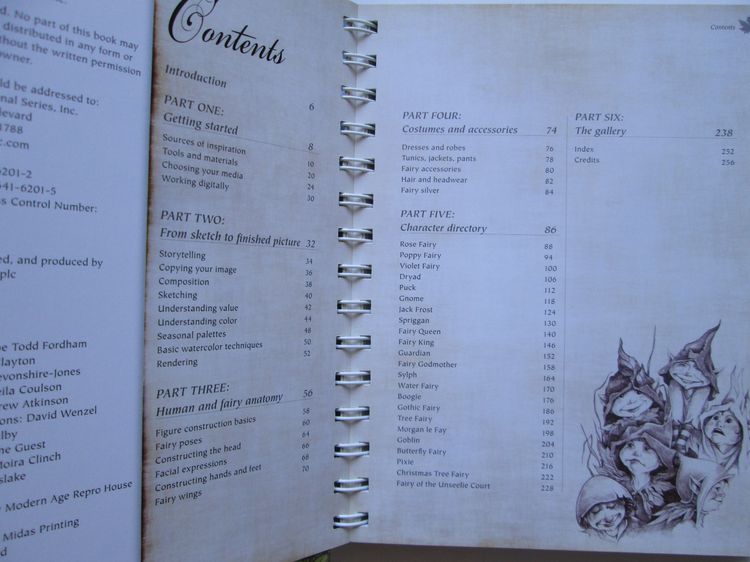 d. No part of this book may
distributed in any form or
thout the written permission
owner.
ld be addressed to:
nal Series, Inc.
levard
1788
c.com
6201-2
641-6201-5
s Control Number:
ed, and produced by
plc
oe Todd Fordham
layton
evonshire-Jones
eila Coulson
rew Atkinson
ons: David Wenzel
lby
ne Guest
Moira Clinch
slake
Modern Age Repro House
Midas Printing
d
Contents
Introduction 6
PART ONE:
Getting started 8
Sources of inspiration 10
Tools and materials 20
Choosing your media 24
Working digitally 30
PART TWO:
From sketch to finished picture 32
Storytelling 34
Copying your image 36
Composition 38
Sketching 40
Understanding value 42
Understanding color 44
Seasonal palettes 48
Basic watercolor techniques 50
Rendering 52
PART THREE:
Human and fairy anatomy 56
Figure construction basics 58
Fairy poses 60
Constructing the head 64
Facial expressions 66
Constructing hands and feet 68
Fairy wings 70
Contents
PART FOUR:
Costumes and accessories 74
Dresses and robes 76
Tunics, jackets, pants 78
Fairy accessories 80
Hair and headwear 82
Fairy silver 84
PART FIVE:
Character directory 86
Rose Fairy 88
Poppy Fairy 94
Violet Fairy 100
Dryad 106
Puck 112
Gnome 118
Jack Frost 124
Spriggan 130
Fairy Queen 140
Fairy King 146
Guardian 152
Fairy Godmother 158
Sylph 164
Water Fairy 170
Boogie 176
Gothic Fairy 186
Tree Fairy 192
Morgan le Fay 198
Goblin 204
Butterfly Fairy 210
Pixie 216
Christmas Tree Fairy 222
Fairy of the Unseelie Court 228
PART SIX:
The gallery 238
Index 252
Credits 256